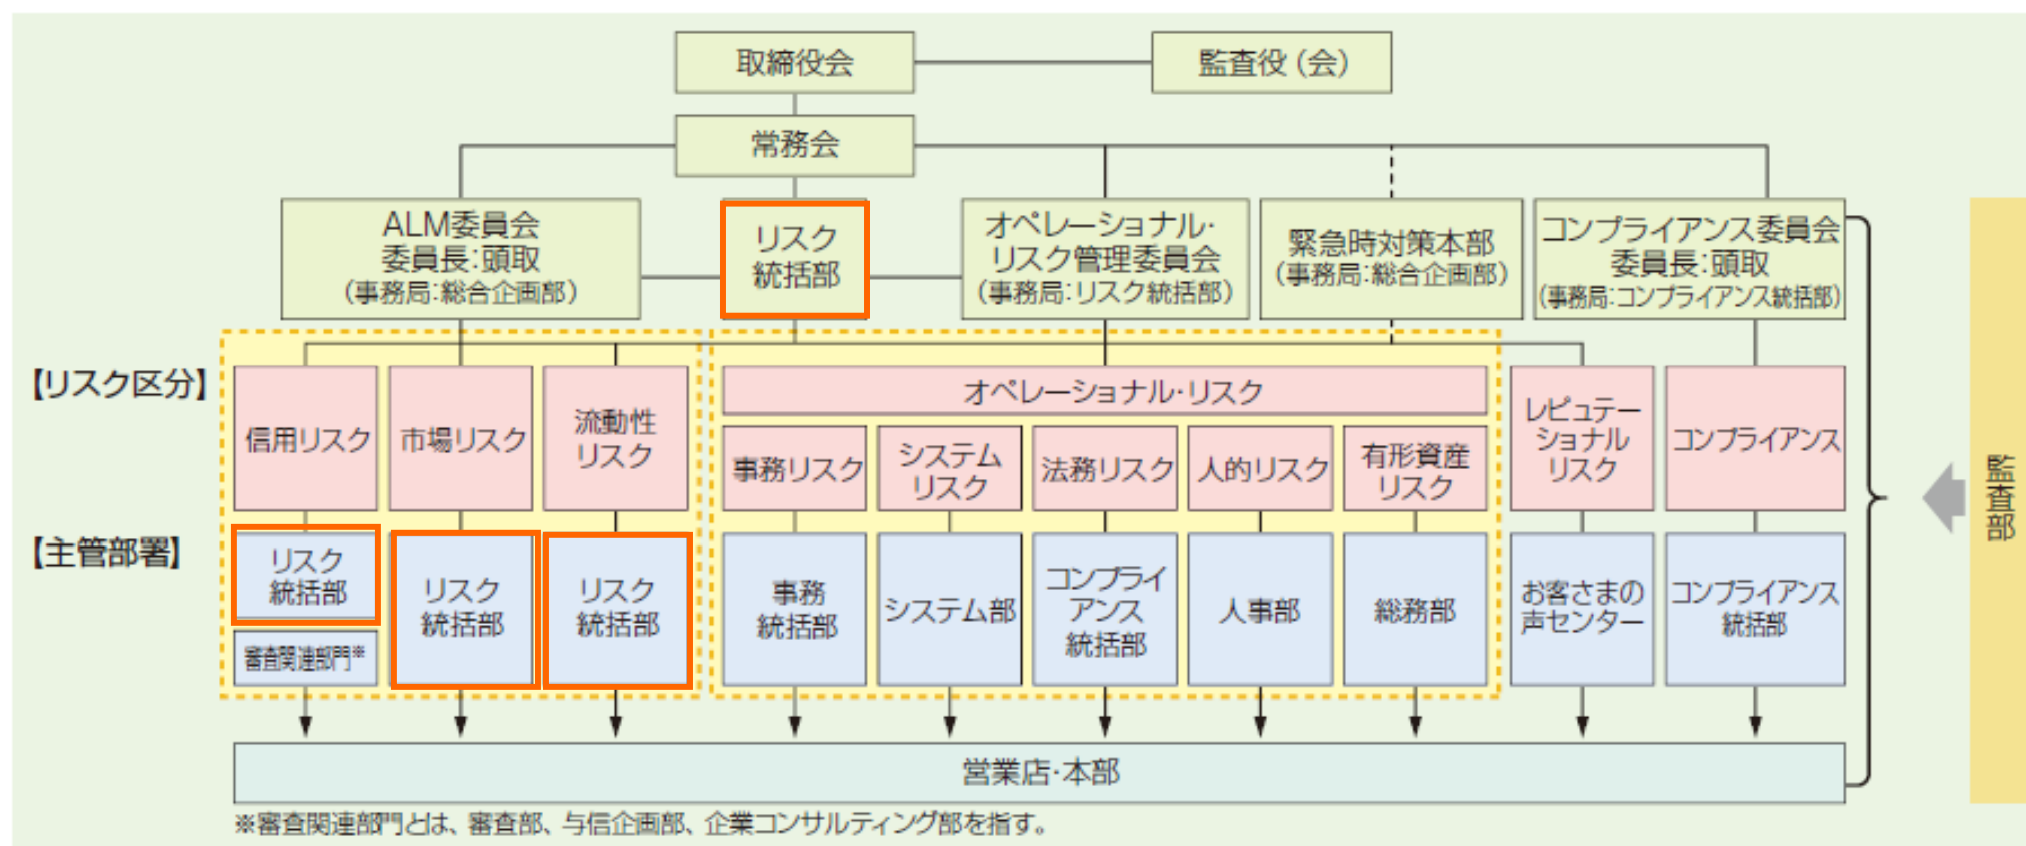 取締役会
監査役（会）
常務会
ALM委員会
委員長：頭取
（事務局：総合企画部）
リスク
統括部
オペレーショナル・
リスク管理委員会
（事務局：リスク統括部）
緊急時対策本部
（事務局：総合企画部）
コンプライアンス委員会
委員長：頭取
（事務局：コンプライアンス統括部）
【リスク区分】
信用リスク
市場リスク
流動性
リスク
オペレーショナル・リスク
事務リスク
システム
リスク
法務リスク
人的リスク
有形資産
リスク
レピュテー
ショナル
リスク
コンプライアンス
【主管部署】
リスク
統括部
審査関連部門※
リスク
統括部
リスク
統括部
事務
統括部
システム部
コンプライ
アンス
統括部
人事部
総務部
お客さまの
声センター
コンプライアンス
統括部
監査部
営業店・本部
※審査関連部門とは、審査部、与信企画部、企業コンサルティング部を指す。